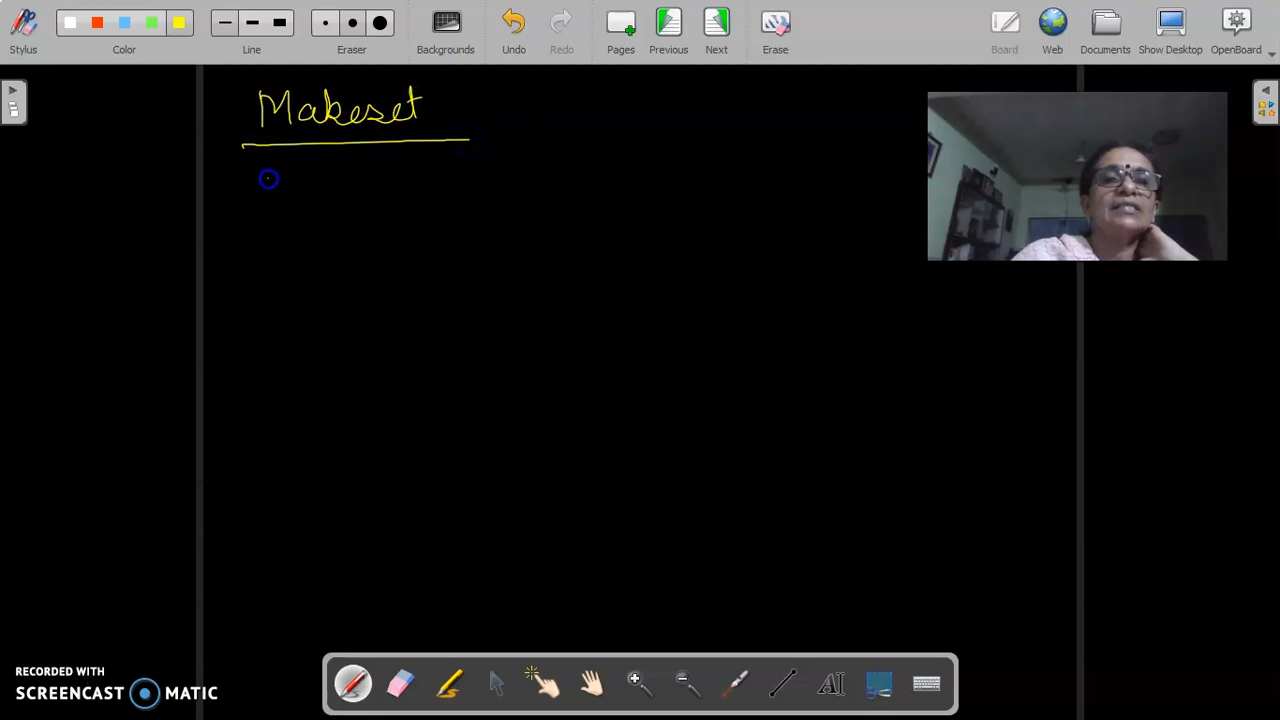 Stylus Color Line Eraser Backgrounds Undo Redo Pages Previous Next Erase Board Web Documents Show Desktop OpenBoard
Makeset
AI
RECORDED WITH
SCREENCAST MATIC